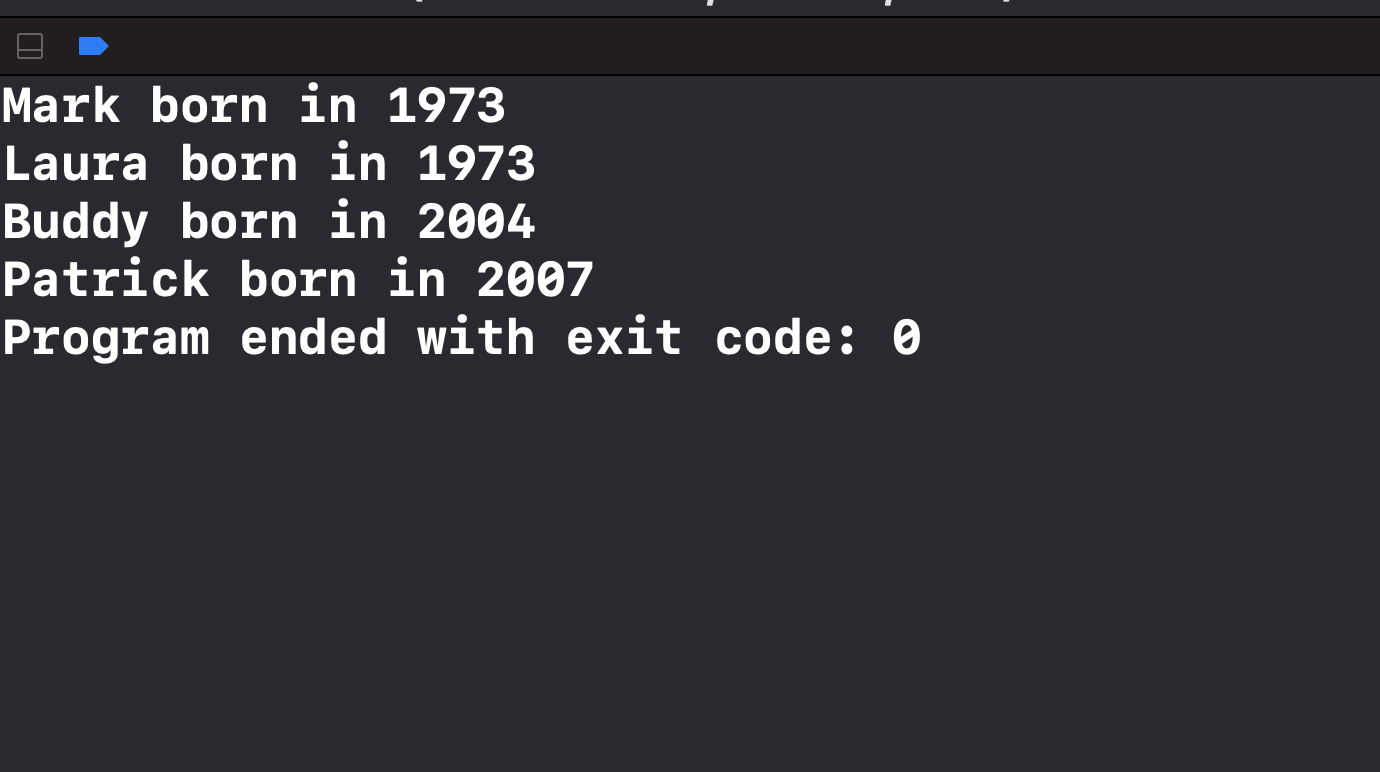 Mark born in 1973
Laura born in 1973
Buddy born in 2004
Patrick born in 2007
Program ended with exit code: 0